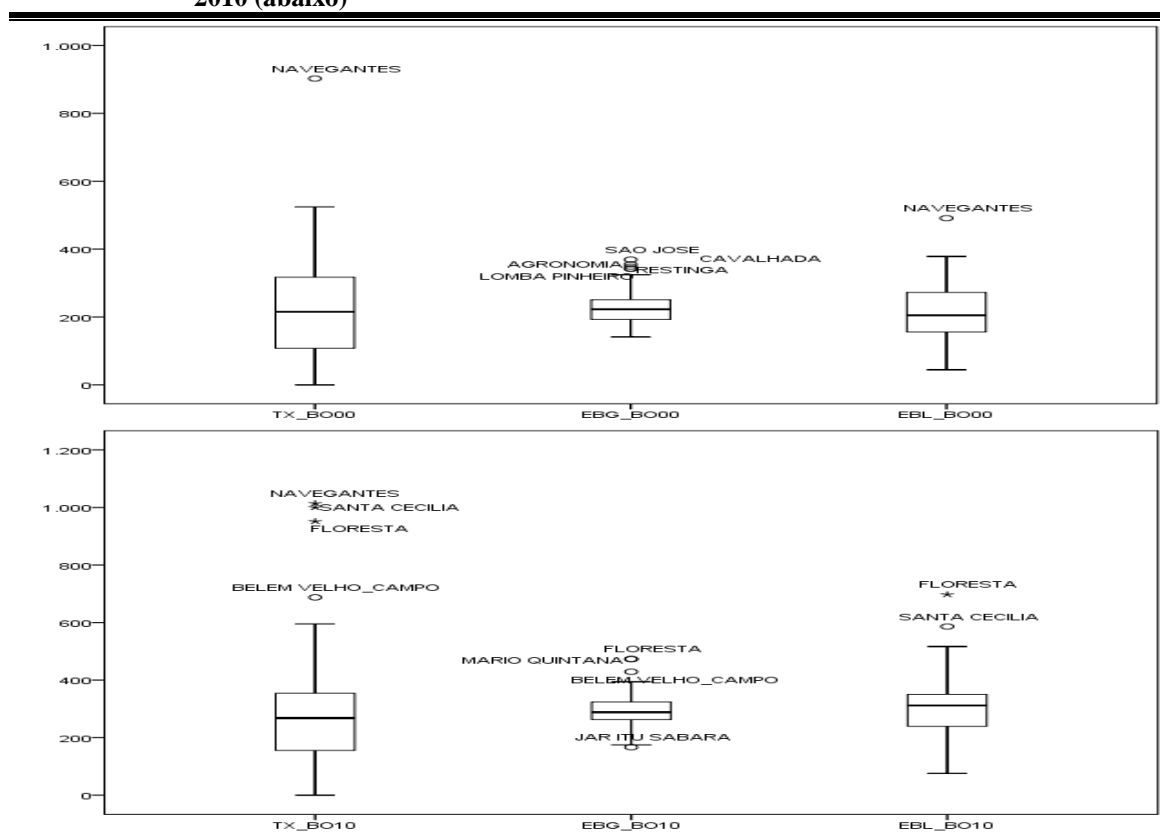 2010 (abaixo)
1.000
NAVEGANTES
800
600
NAVEGANTES
400
SAO JOSE
CAVALHADA
AGRONOMIA
RESTINGA
LOMBA PINHEIRO
200
0
TX_BO00 EBG_BO00 EBL_BO00
1.200
NAVEGANTES
1.000
SANTA CECILIA
FLORESTA
800
BELEM VELHO_CAMPO
FLORESTA
600
SANTA CECILIA
FLORESTA
MARIO QUINTANA
400
BELEM VELHO_CAMPO
200
JAR ITU SABARA
0
TX_BO10 EBG_BO10 EBL_BO10